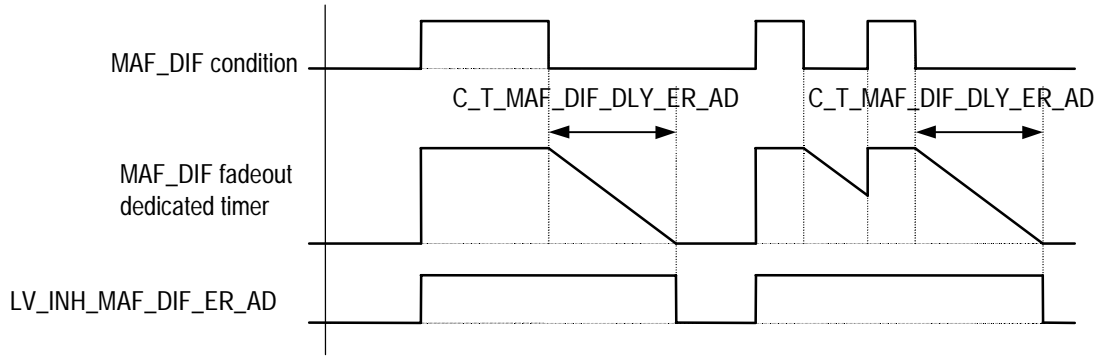 MAF_DIF condition
C_T_MAF_DIF_DLY_ER_AD C_T_MAF_DIF_DLY_ER_AD
MAF_DIF fadeout
dedicated timer
LV_INH_MAF_DIF_ER_AD